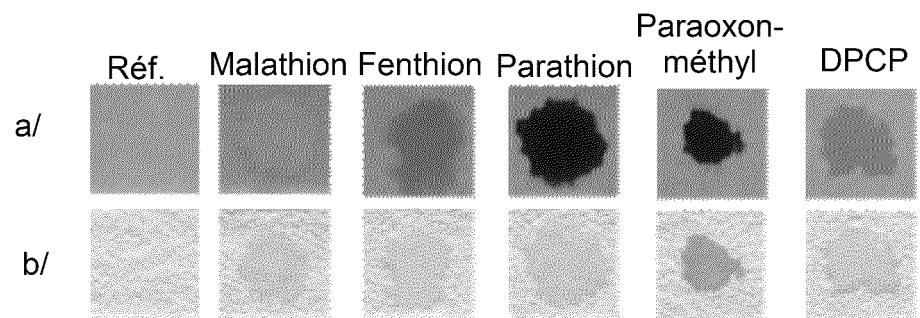 Réf. Malathion Fenthion Parathion Paraoxon-
méthyl DPCP
a/
b/